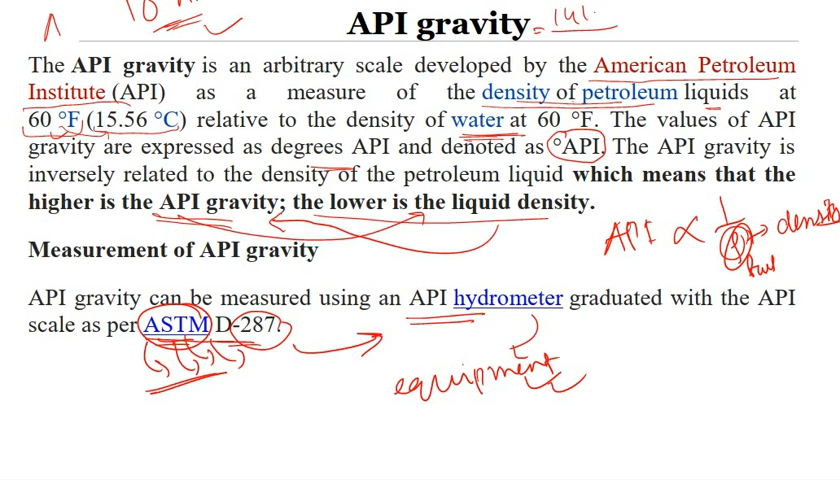 10
API gravity = 141.
The API gravity is an arbitrary scale developed by the American Petroleum
Institute (API) as a measure of the density of petroleum liquids at
60 °F (15.56 °C) relative to the density of water at 60 °F. The values of API
gravity are expressed as degrees API and denoted as °API. The API gravity is
inversely related to the density of the petroleum liquid which means that the
higher is the API gravity; the lower is the liquid density.
API ∝ 1 density
Measurement of API gravity
API gravity can be measured using an API hydrometer graduated with the API
scale as per ASTM D-287.
equipment